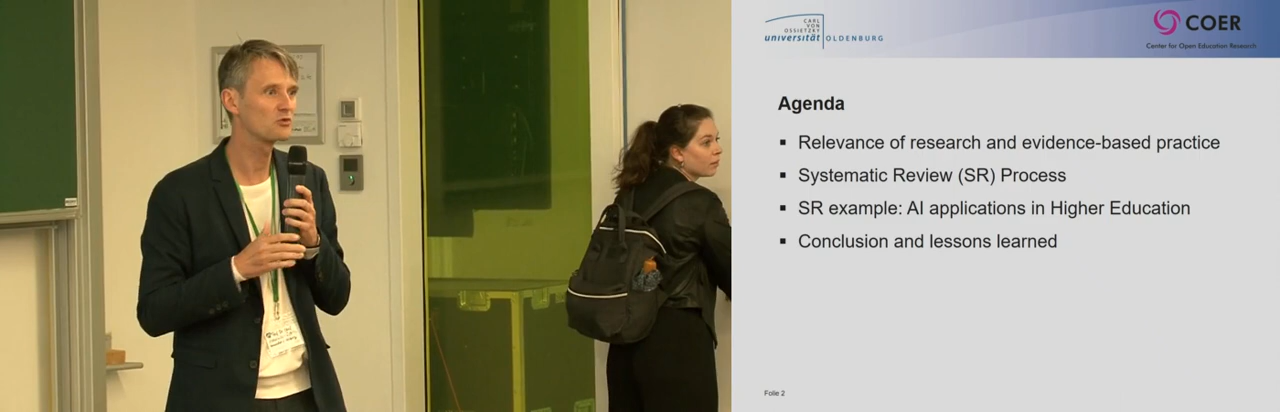 CARL
VON
OSSIETZKY
universität OLDENBURG
COER
Center for Open Education Research
Agenda
▪ Relevance of research and evidence-based practice
▪ Systematic Review (SR) Process
▪ SR example: AI applications in Higher Education
▪ Conclusion and lessons learned
Folie 2